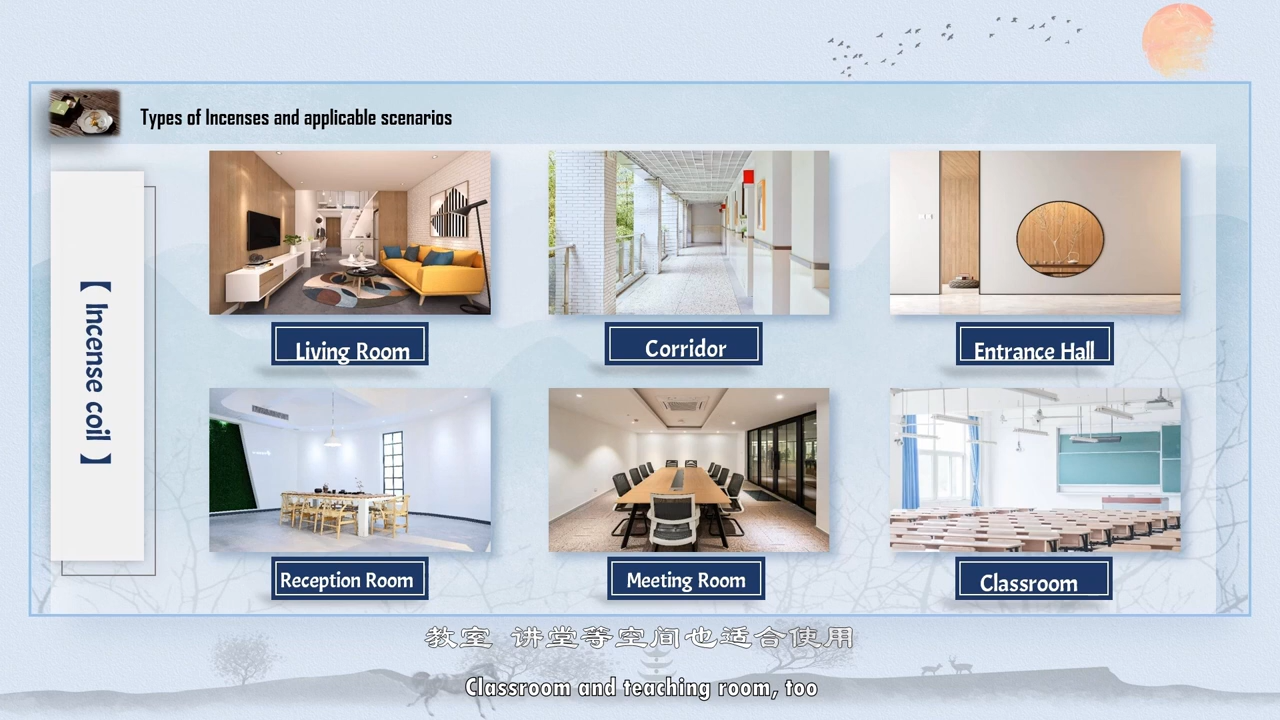 Types of Incenses and applicable scenarios
【 Incense coil 】
Living Room
Corridor
Entrance Hall
Reception Room
Meeting Room
Classroom
教室 讲堂等空间也适合使用
Classroom and teaching room, too